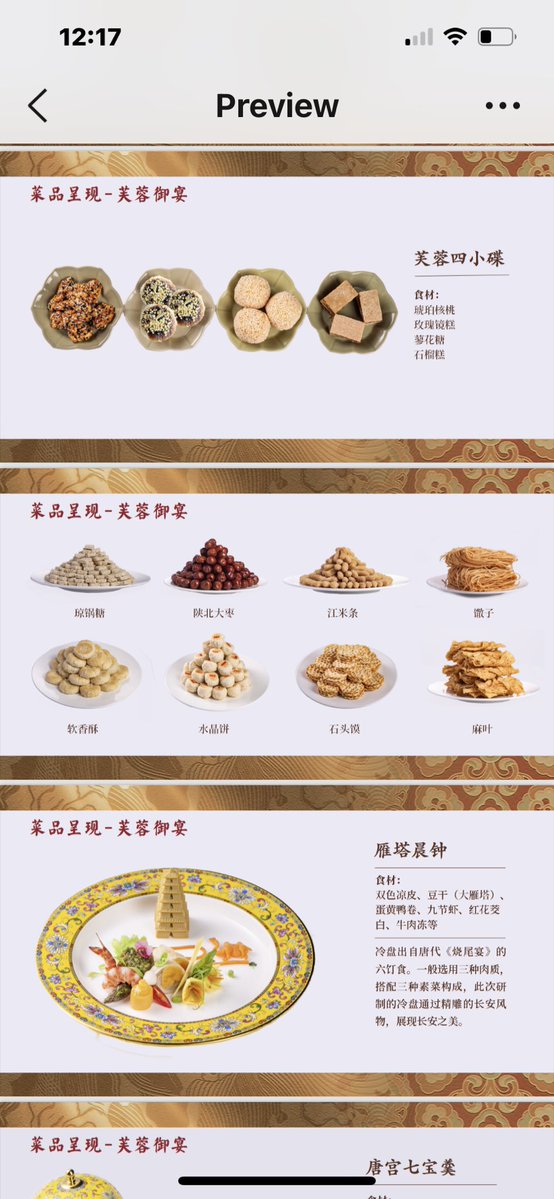 12:17
Preview
菜品呈现-芙蓉御宴
芙蓉四小碟
食材：
琥珀核桃
玫瑰镜糕
蓼花糖
石榴糕
菜品呈现-芙蓉御宴
琼锅糖
陕北大枣
江米条
馓子
软香酥
水晶饼
石头馍
麻叶
菜品呈现-芙蓉御宴
雁塔晨钟
食材：
双色凉皮、豆干（大雁塔）、
蛋黄鸭卷、九节虾、红花茭
白、牛肉冻等
冷盘出自唐代《烧尾宴》的
六饤食。一般选用三种肉质，
搭配三种素菜构成，此次研
制的冷盘通过精雕的长安风
物，展现长安之美。
菜品呈现-芙蓉御宴
唐宫七宝羹